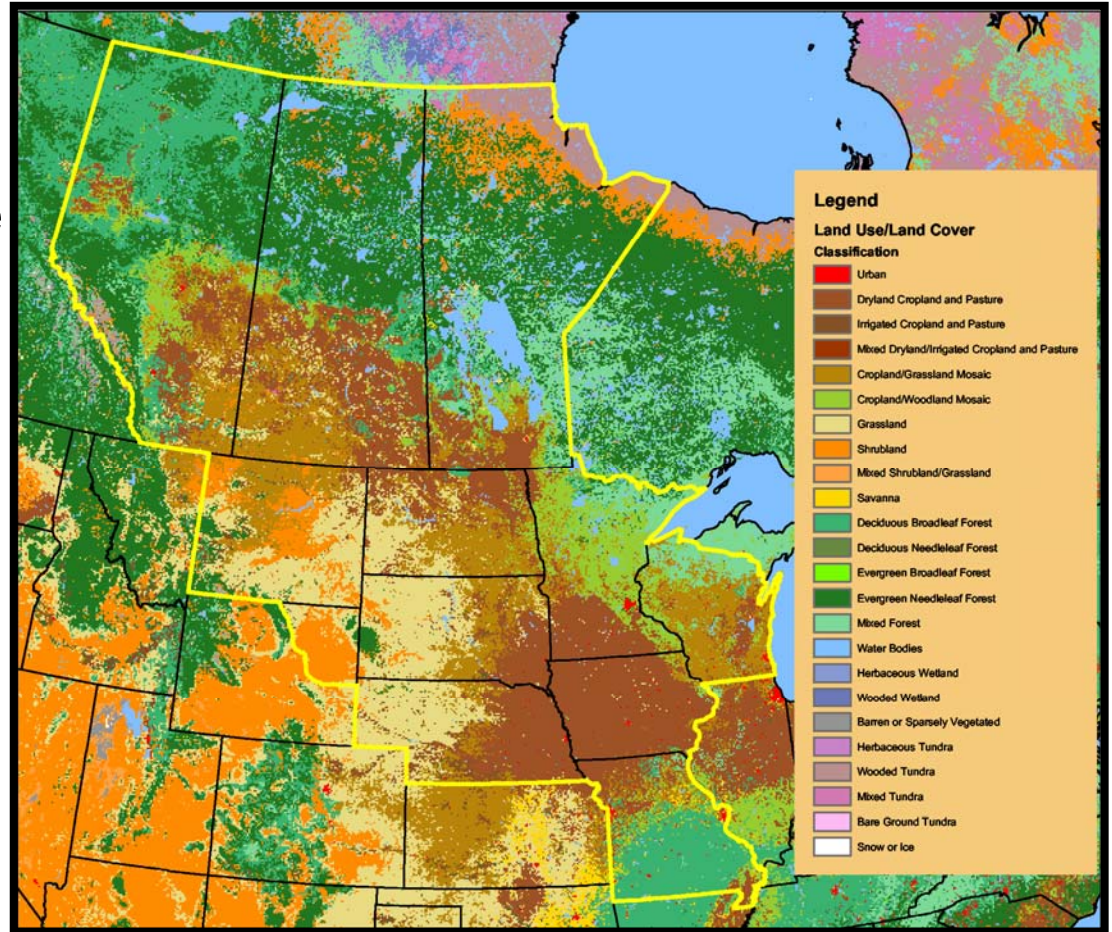 e
Legend
Land Use/Land Cover
Classification
Urban
Dryland Cropland and Pasture
Irrigated Cropland and Pasture
Mixed Dryland/Irrigated Cropland and Pasture
Cropland/Grassland Mosaic
Cropland/Woodland Mosaic
Grassland
Shrubland
Mixed Shrubland/Grassland
Savanna
Deciduous Broadleaf Forest
Deciduous Needleleaf Forest
Evergreen Broadleaf Forest
Evergreen Needleleaf Forest
Mixed Forest
Water Bodies
Herbaceous Wetland
Wooded Wetland
Barren or Sparsely Vegetated
Herbaceous Tundra
Wooded Tundra
Mixed Tundra
Bare Ground Tundra
Snow or Ice